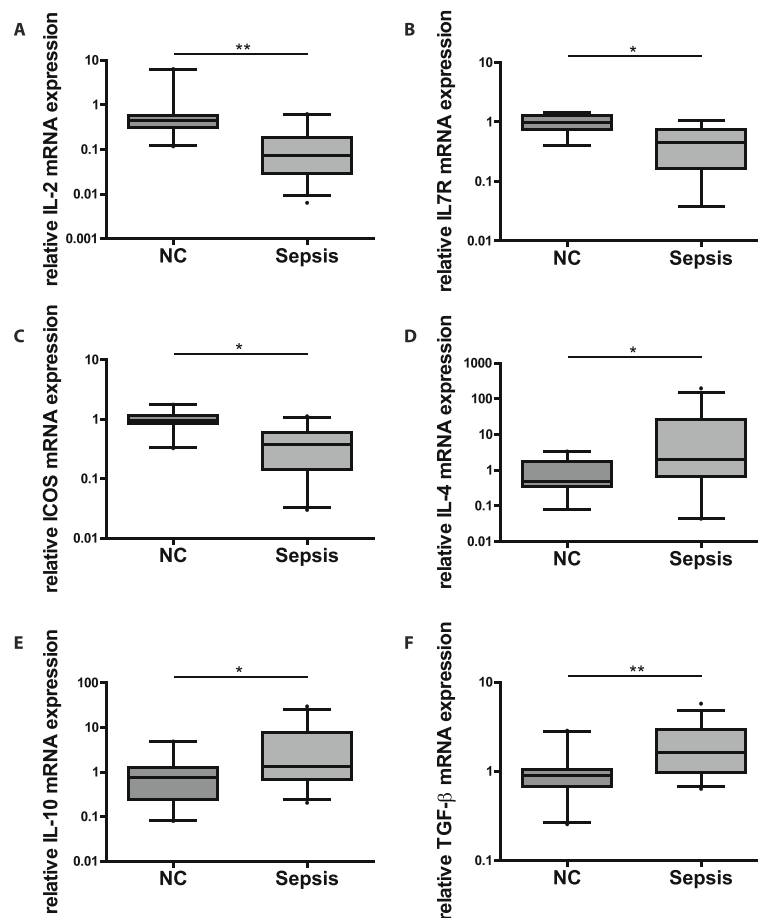 A
relative IL-2 mRNA expression
**
10
1
0.1
0.01
0.001
NC
Sepsis
B
relative IL7R mRNA expression
*
10
1
0.1
0.01
NC
Sepsis
C
relative ICOS mRNA expression
*
10
1
0.1
0.01
NC
Sepsis
D
relative IL-4 mRNA expression
*
1000
100
10
1
0.1
0.01
NC
Sepsis
E
relative IL-10 mRNA expression
*
100
10
1
0.1
0.01
NC
Sepsis
F
relative TGF-β mRNA expression
**
10
1
0.1
NC
Sepsis